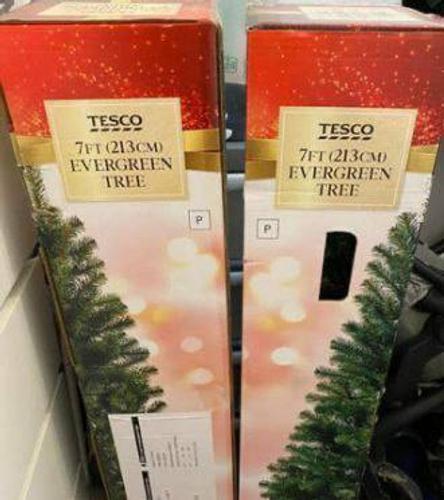 TESCO
7FT (213CM)
EVERGREEN
TREE
P
TESCO
7FT (213CM)
EVERGREEN
TREE
P